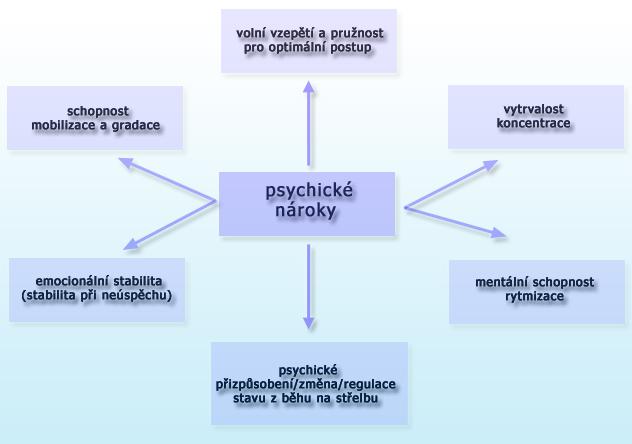 volní vzepětí a pružnost
pro optimální postup
schopnost
mobilizace a gradace
vytrvalost
koncentrace
psychické
nároky
emocionální stabilita
(stabilita při neúspěchu)
mentální schopnost
rytmizace
psychické
přizpůsobení/změna/regulace
stavu z běhu na střelbu